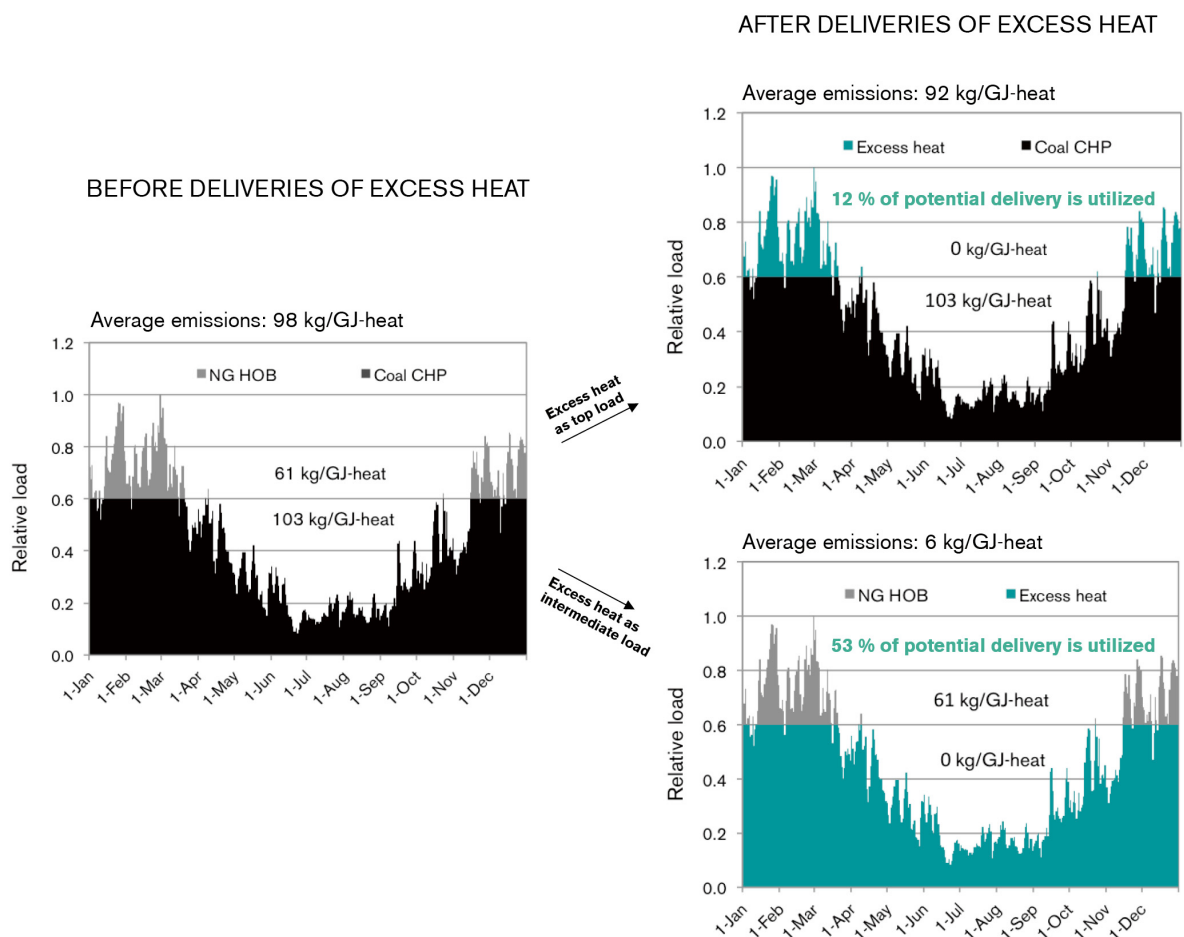 BEFORE DELIVERIES OF EXCESS HEAT
Average emissions: 98 kg/GJ-heat
1.2
1.0
0.8
0.6
0.4
0.2
0.0
Relative load
NG HOB
Coal CHP
61 kg/GJ-heat
103 kg/GJ-heat
1-Jan
1-Feb
1-Mar
1-Apr
1-May
1-Jun
1-Jul
1-Aug
1-Sep
1-Oct
1-Nov
1-Dec
Excess heat
as top load
Excess heat as
intermediate load
AFTER DELIVERIES OF EXCESS HEAT
Average emissions: 92 kg/GJ-heat
1.2
1.0
0.8
0.6
0.4
0.2
0.0
Relative load
Excess heat
Coal CHP
12 % of potential delivery is utilized
0 kg/GJ-heat
103 kg/GJ-heat
1-Jan
1-Feb
1-Mar
1-Apr
1-May
1-Jun
1-Jul
1-Aug
1-Sep
1-Oct
1-Nov
1-Dec
Average emissions: 6 kg/GJ-heat
1.2
1.0
0.8
0.6
0.4
0.2
0.0
Relative load
NG HOB
Excess heat
53 % of potential delivery is utilized
61 kg/GJ-heat
0 kg/GJ-heat
1-Jan
1-Feb
1-Mar
1-Apr
1-May
1-Jun
1-Jul
1-Aug
1-Sep
1-Oct
1-Nov
1-Dec